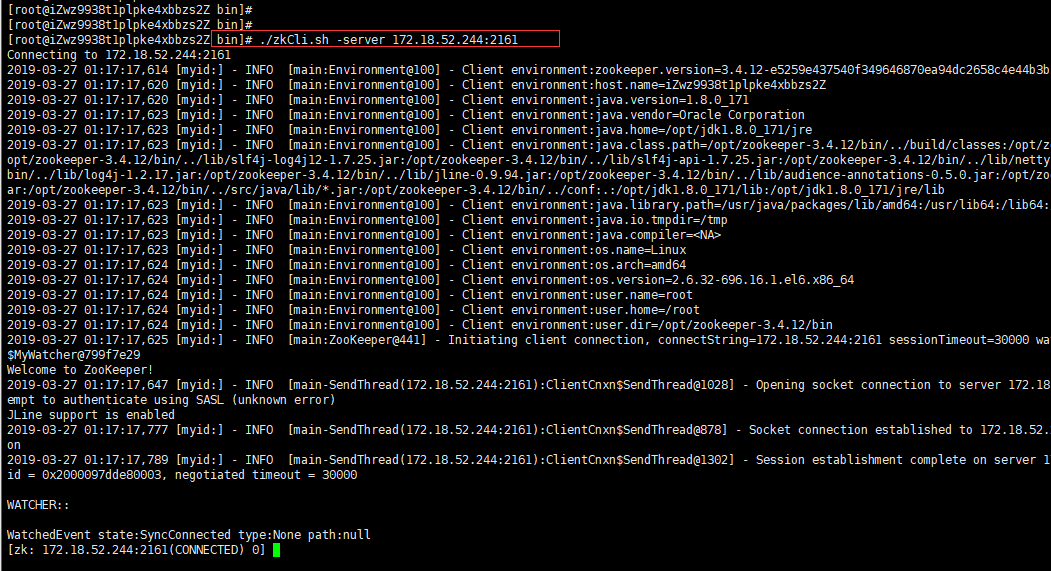 [root@iZwz9938t1plpke4xbbzs2Z bin]#
[root@iZwz9938t1plpke4xbbzs2Z bin]#
[root@iZwz9938t1plpke4xbbzs2Z bin]# ./zkCli.sh -server 172.18.52.244:2161
Connecting to 172.18.52.244:2161
2019-03-27 01:17:17,614 [myid:] - INFO  [main:Environment@100] - Client environment:zookeeper.version=3.4.12-e5259e437540f349646870ea94dc2658c4e44b3b
2019-03-27 01:17:17,620 [myid:] - INFO  [main:Environment@100] - Client environment:host.name=iZwz9938t1plpke4xbbzs2Z
2019-03-27 01:17:17,620 [myid:] - INFO  [main:Environment@100] - Client environment:java.version=1.8.0_171
2019-03-27 01:17:17,623 [myid:] - INFO  [main:Environment@100] - Client environment:java.vendor=Oracle Corporation
2019-03-27 01:17:17,623 [myid:] - INFO  [main:Environment@100] - Client environment:java.home=/opt/jdk1.8.0_171/jre
2019-03-27 01:17:17,623 [myid:] - INFO  [main:Environment@100] - Client environment:java.class.path=/opt/zookeeper-3.4.12/bin/../build/classes:/opt/z
opt/zookeeper-3.4.12/bin/../lib/slf4j-log4j12-1.7.25.jar:/opt/zookeeper-3.4.12/bin/../lib/slf4j-api-1.7.25.jar:/opt/zookeeper-3.4.12/bin/../lib/netty
bin/../lib/log4j-1.2.17.jar:/opt/zookeeper-3.4.12/bin/../lib/jline-0.9.94.jar:/opt/zookeeper-3.4.12/bin/../lib/audience-annotations-0.5.0.jar:/opt/zo
ar:/opt/zookeeper-3.4.12/bin/../src/java/lib/*.jar:/opt/zookeeper-3.4.12/bin/../conf:.:/opt/jdk1.8.0_171/lib:/opt/jdk1.8.0_171/jre/lib
2019-03-27 01:17:17,623 [myid:] - INFO  [main:Environment@100] - Client environment:java.library.path=/usr/java/packages/lib/amd64:/usr/lib64:/lib64:
2019-03-27 01:17:17,623 [myid:] - INFO  [main:Environment@100] - Client environment:java.io.tmpdir=/tmp
2019-03-27 01:17:17,623 [myid:] - INFO  [main:Environment@100] - Client environment:java.compiler=<NA>
2019-03-27 01:17:17,623 [myid:] - INFO  [main:Environment@100] - Client environment:os.name=Linux
2019-03-27 01:17:17,624 [myid:] - INFO  [main:Environment@100] - Client environment:os.arch=amd64
2019-03-27 01:17:17,624 [myid:] - INFO  [main:Environment@100] - Client environment:os.version=2.6.32-696.16.1.el6.x86_64
2019-03-27 01:17:17,624 [myid:] - INFO  [main:Environment@100] - Client environment:user.name=root
2019-03-27 01:17:17,624 [myid:] - INFO  [main:Environment@100] - Client environment:user.home=/root
2019-03-27 01:17:17,624 [myid:] - INFO  [main:Environment@100] - Client environment:user.dir=/opt/zookeeper-3.4.12/bin
2019-03-27 01:17:17,625 [myid:] - INFO  [main:ZooKeeper@441] - Initiating client connection, connectString=172.18.52.244:2161 sessionTimeout=30000 wat
$MyWatcher@799f7e29
Welcome to ZooKeeper!
2019-03-27 01:17:17,647 [myid:] - INFO  [main-SendThread(172.18.52.244:2161):ClientCnxn$SendThread@1028] - Opening socket connection to server 172.18
empt to authenticate using SASL (unknown error)
JLine support is enabled
2019-03-27 01:17:17,777 [myid:] - INFO  [main-SendThread(172.18.52.244:2161):ClientCnxn$SendThread@878] - Socket connection established to 172.18.52.
on
2019-03-27 01:17:17,789 [myid:] - INFO  [main-SendThread(172.18.52.244:2161):ClientCnxn$SendThread@1302] - Session establishment complete on server 17
id = 0x2000097dde80003, negotiated timeout = 30000
WATCHER::
WatchedEvent state:SyncConnected type:None path:null
[zk: 172.18.52.244:2161(CONNECTED) 0]